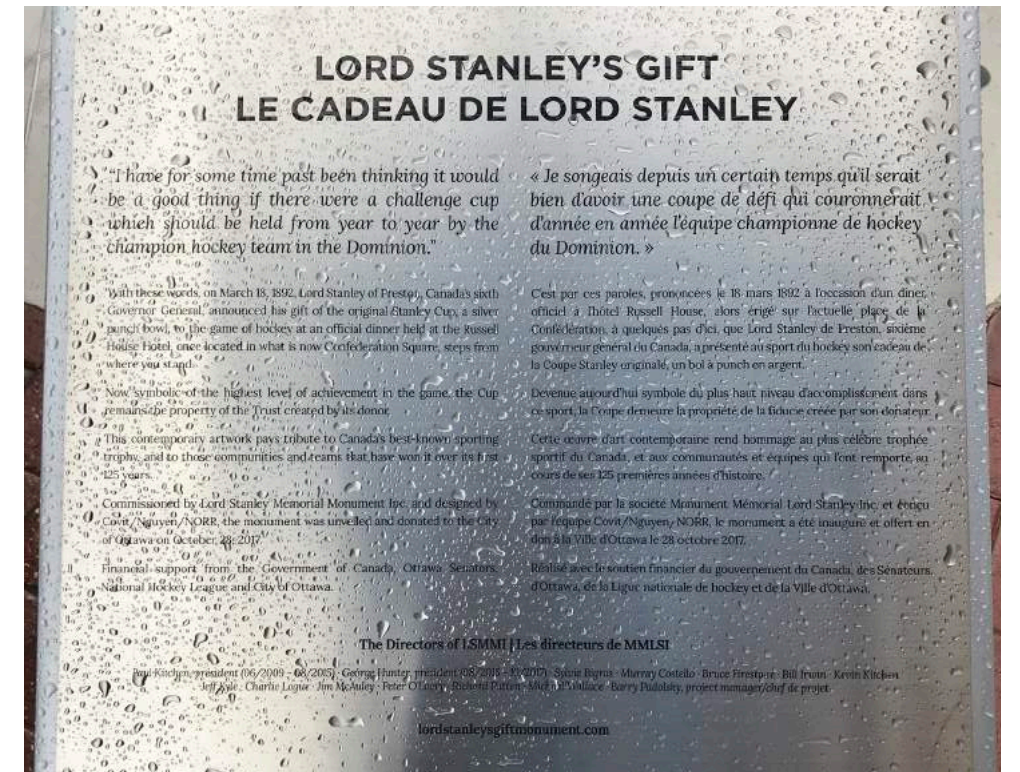 LORD STANLEY'S GIFT
LE CADEAU DE LORD STANLEY
"I have for some time past been thinking it would
be a good thing if there were a challenge cup
which should be held from year to year by the
champion hockey team in the Dominion."
With these words, on March 18, 1892, Lord Stanley of Preston, Canada's sixth
Governor General, announced his gift of the original Stanley Cup, a silver
punch bowl, to the game of hockey at an official dinner held at the Russell
House Hotel, once located in what is now Confederation Square, steps from
where you stand.
Now symbolic of the highest level of achievement in the game, the Cup
remains the property of the Trust created by its donor.
This contemporary artwork pays tribute to Canada's best-known sporting
trophy, and to those communities and teams that have won it over its first
125 years.
Commissioned by Lord Stanley Memorial Monument Inc. and designed by
Covit/Nguyen/NORR, the monument was unveiled and donated to the City
of Ottawa on October 28, 2017.
Financial support from the Government of Canada, Ottawa Senators,
National Hockey League and City of Ottawa.
« Je songeais depuis un certain temps qu'il serait
bien d'avoir une coupe de défi qui couronnerait
d'année en année l'équipe championne de hockey
du Dominion. »
C'est par ces paroles, prononcées le 18 mars 1892 à l'occasion d'un dîner
officiel à l'hôtel Russell House, alors érigé sur l'actuelle place de la
Confédération, à quelques pas d'ici, que Lord Stanley de Preston, sixième
gouverneur général du Canada, a présenté au sport du hockey son cadeau de
la Coupe Stanley originale, un bol à punch en argent.
Devenue aujourd'hui symbole du plus haut niveau d'accomplissement dans
ce sport, la Coupe demeure la propriété de la fiducie créée par son donateur.
Cette œuvre d'art contemporaine rend hommage au plus célèbre trophée
sportif du Canada, et aux communautés et équipes qui l'ont remporté au
cours de ses 125 premières années d'histoire.
Commandé par la société Monument Mémorial Lord Stanley Inc. et conçu
par l'équipe Covit/Nguyen/NORR, le monument a été inauguré et offert en
don à la Ville d'Ottawa le 28 octobre 2017.
Réalisé avec le soutien financier du gouvernement du Canada, des Sénateurs
d'Ottawa, de la Ligue nationale de hockey et de la Ville d'Ottawa.
The Directors of LSMMI | Les directeurs de MMLSI
Paul Kitchen, president (06/2009 - 08/2015) · George Hunter, president · Murray Costello · Bruce Firestone · Bill Irwin · Kevin Kitchen
Jeff Kyle · Charlie Logue · Jim McAuley · Peter · Richard Patten · Michael Wallace · Barry Padolsky, project manager/chef de projet
lordstanleysgiftmonument.com